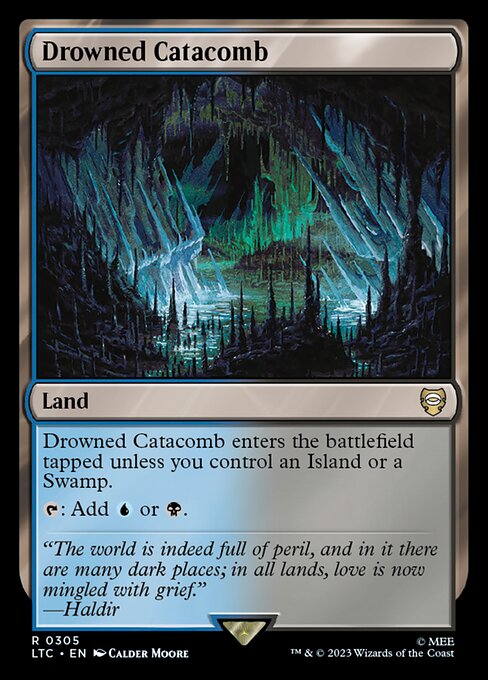 Drowned Catacomb
Land
Drowned Catacomb enters the battlefield
tapped unless you control an Island or a
Swamp.
: Add or .
“The world is indeed full of peril, and in it there
are many dark places; in all lands, love is now
mingled with grief.”
—Haldir
R 0305
LTC • EN Calder Moore
© MEE
™ & © 2023 Wizards of the Coast